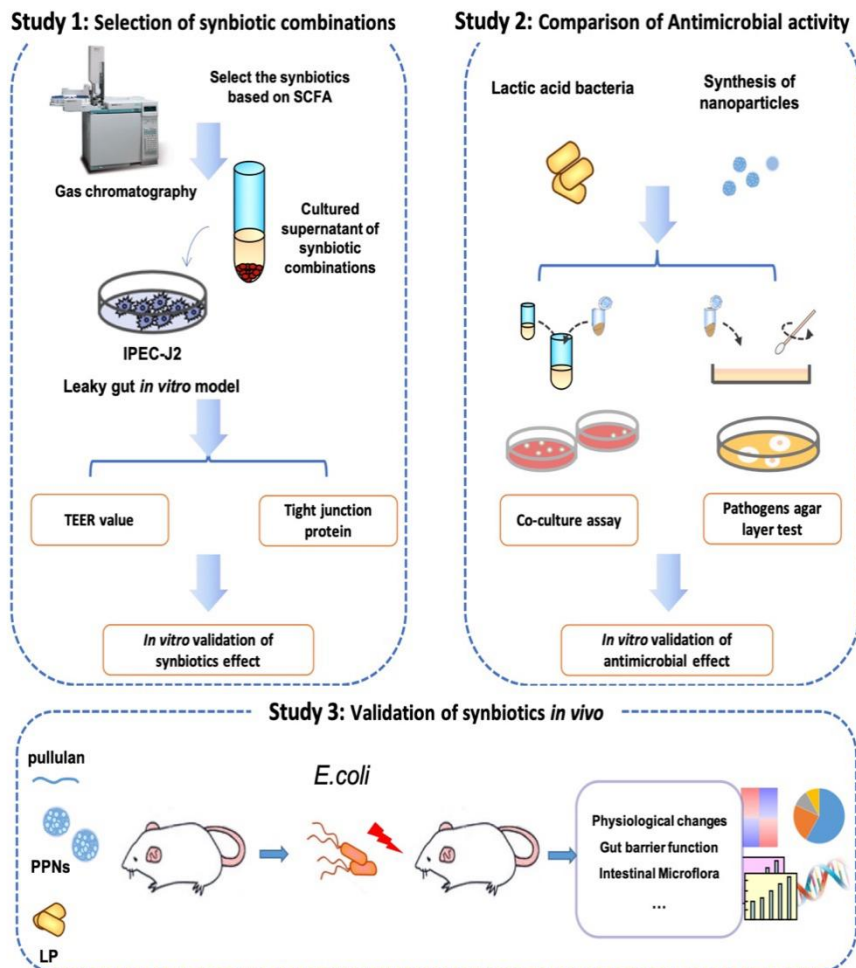 Study 1: Selection of synbiotic combinations
Select the synbiotics
based on SCFA
Gas chromatography
Cultured
supernatant of
synbiotic
combinations
IPEC-J2
Leaky gut in vitro model
TEER value
Tight junction
protein
In vitro validation of
synbiotics effect
Study 2: Comparison of Antimicrobial activity
Lactic acid bacteria
Synthesis of
nanoparticles
Co-culture assay
Pathogens agar
layer test
In vitro validation of
antimicrobial effect
Study 3: Validation of synbiotics in vivo
pullulan
PPNs
LP
E.coli
Physiological changes
Gut barrier function
Intestinal Microflora
...